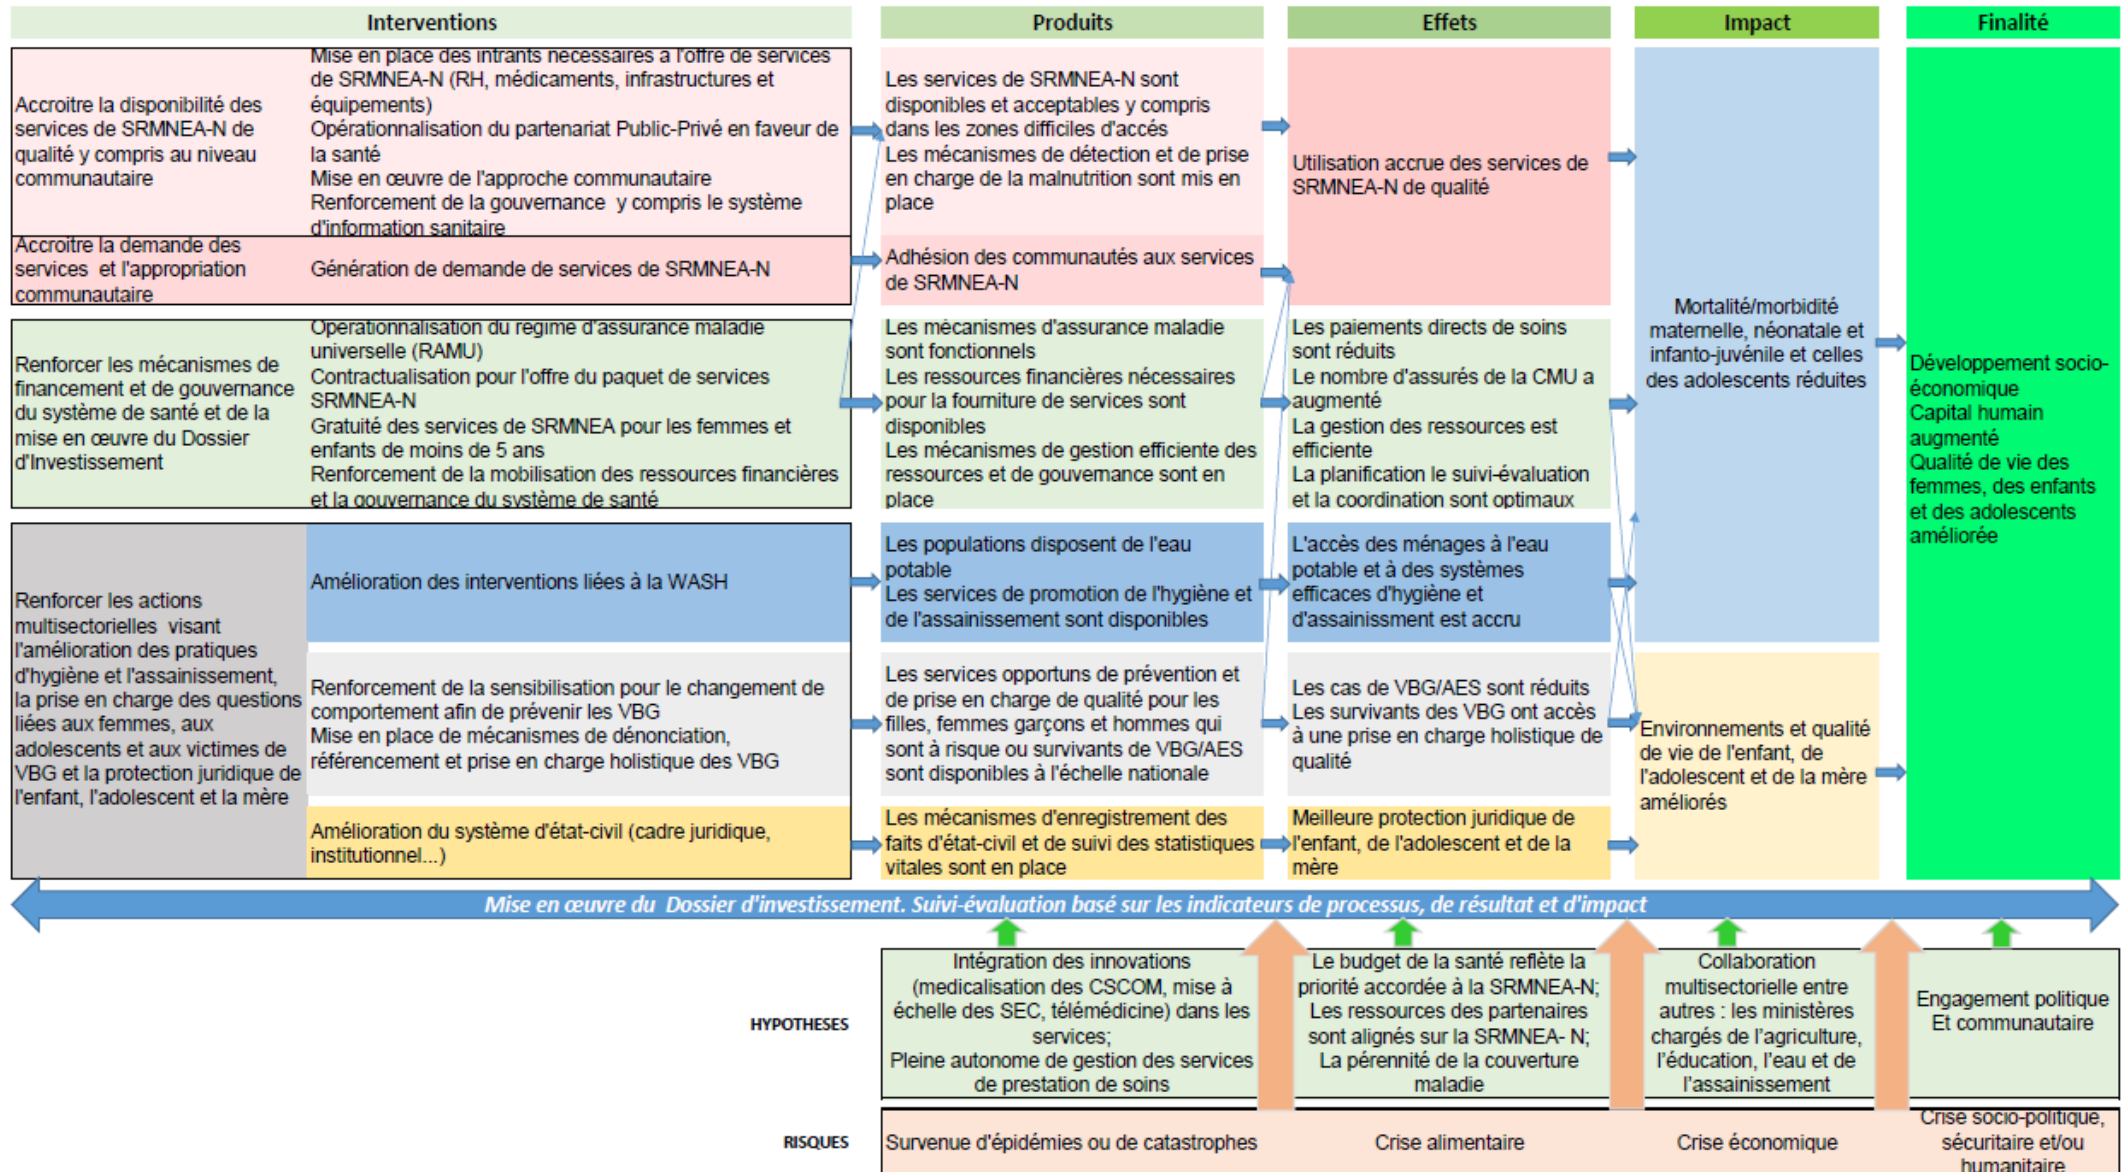 Interventions
Produits
Effets
Impact
Finalité
Accroitre la disponibilité des
services de SRMNEA-N de
qualité y compris au niveau
communautaire
Mise en place des intrants nécessaires à l'offre de services
de SRMNEA-N (RH, médicaments, infrastructures et
équipements)
Opérationnalisation du partenariat Public-Privé en faveur de
la santé
Mise en œuvre de l'approche communautaire
Renforcement de la gouvernance y compris le système
d'information sanitaire
Les services de SRMNEA-N sont
disponibles et acceptables y compris
dans les zones difficiles d'accés
Les mécanismes de détection et de prise
en charge de la malnutrition sont mis en
place
Utilisation accrue des services de
SRMNEA-N de qualité
Accroitre la demande des
services et l'appropriation
communautaire
Génération de demande de services de SRMNEA-N
Adhésion des communautés aux services
de SRMNEA-N
Renforcer les mécanismes de
financement et de gouvernance
du système de santé et de la
mise en œuvre du Dossier
d'Investissement
Opérationnalisation du régime d'assurance maladie
universelle (RAMU)
Contractualisation pour l'offre du paquet de services
SRMNEA-N
Gratuité des services de SRMNEA pour les femmes et
enfants de moins de 5 ans
Renforcement de la mobilisation des ressources financières
et la gouvernance du système de santé
Les mécanismes d'assurance maladie
sont fonctionnels
Les ressources financières nécessaires
pour la fourniture de services sont
disponibles
Les mécanismes de gestion efficiente des
ressources et de gouvernance sont en
place
Les paiements directs de soins
sont réduits
Le nombre d'assurés de la CMU a
augmenté
La gestion des ressources est
efficiente
La planification le suivi-évaluation
et la coordination sont optimaux
Mortalité/morbidité
maternelle, néonatale et
infanto-juvénile et celles
des adolescents réduites
Développement socio-
économique
Capital humain
augmenté
Qualité de vie des
femmes, des enfants
et des adolescents
améliorée
Renforcer les actions
multisectorielles visant
l'amélioration des pratiques
d'hygiène et l'assainissement,
la prise en charge des questions
liées aux femmes, aux
adolescents et aux victimes de
VBG et la protection juridique de
l'enfant, l'adolescent et la mère
Amélioration des interventions liées à la WASH
Les populations disposent de l'eau
potable
Les services de promotion de l'hygiène et
de l'assainissement sont disponibles
L'accès des ménages à l'eau
potable et à des systèmes
efficaces d'hygiène et
d'assainissment est accru
Renforcement de la sensibilisation pour le changement de
comportement afin de prévenir les VBG
Mise en place de mécanismes de dénonciation,
référencement et prise en charge holistique des VBG
Les services opportuns de prévention et
de prise en charge de qualité pour les
filles, femmes garçons et hommes qui
sont à risque ou survivants de VBG/AES
sont disponibles à l'échelle nationale
Les cas de VBG/AES sont réduits
Les survivants des VBG ont accès
à une prise en charge holistique de
qualité
Environnements et qualité
de vie de l'enfant, de
l'adolescent et de la mère
améliorés
Amélioration du système d'état-civil (cadre juridique,
institutionnel...)
Les mécanismes d'enregistrement des
faits d'état-civil et de suivi des statistiques
vitales sont en place
Meilleure protection juridique de
l'enfant, de l'adolescent et de la
mère
Mise en œuvre du Dossier d'investissement. Suivi-évaluation basé sur les indicateurs de processus, de résultat et d'impact
HYPOTHESES
Intégration des innovations
(medicalisation des CSCOM, mise à
échelle des SEC, télémédicine) dans les
services;
Pleine autonome de gestion des services
de prestation de soins
Le budget de la santé reflète la
priorité accordée à la SRMNEA-N;
Les ressources des partenaires
sont alignés sur la SRMNEA- N;
La pérennité de la couverture
maladie
Collaboration
multisectorielle entre
autres : les ministères
chargés de l'agriculture,
l'éducation, l'eau et de
l'assainissement
Engagement politique
Et communautaire
RISQUES
Survenue d'épidémies ou de catastrophes
Crise alimentaire
Crise économique
Crise socio-politique,
sécuritaire et/ou
humanitaire